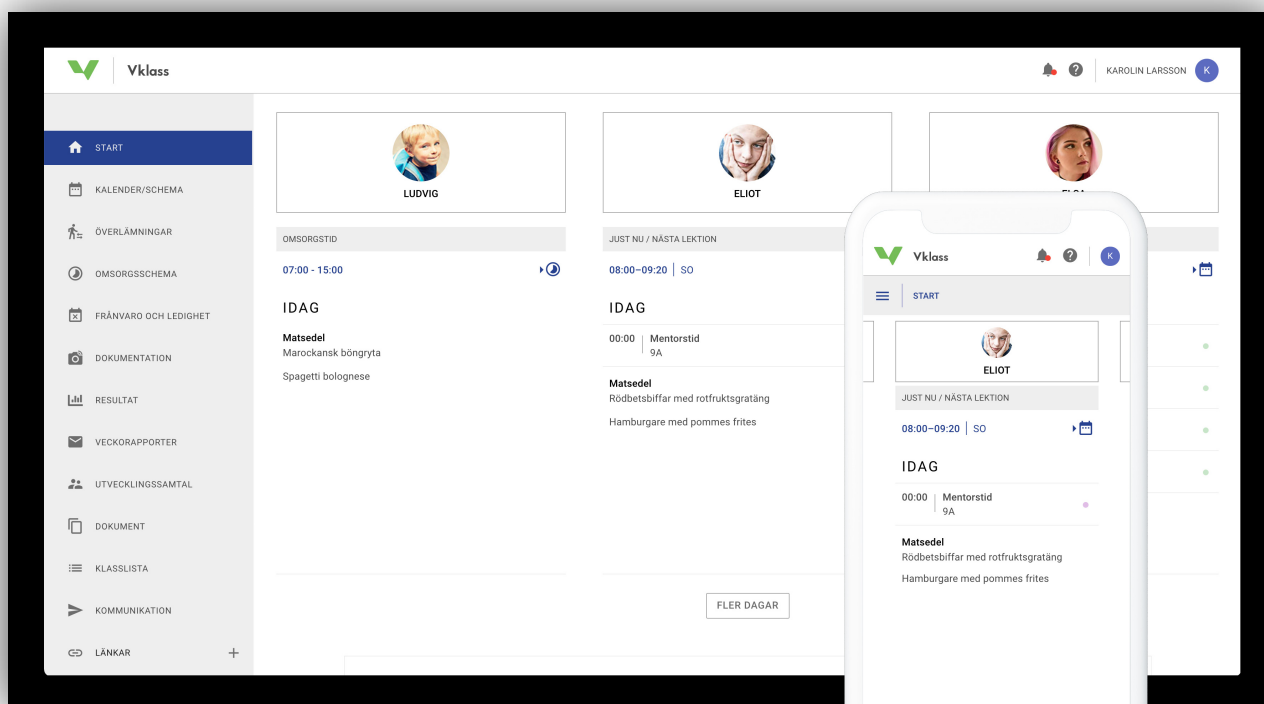 Vklass
KAROLIN LARSSON
K
START
KALENDER/SCHEMA
ÖVERLÄMNINGAR
OMSORGSSCHEMA
FRÅNVARO OCH LEDIGHET
DOKUMENTATION
RESULTAT
VECKORAPPORTER
UTVECKLINGSSAMTAL
DOKUMENT
KLASSLISTA
KOMMUNIKATION
LÄNKAR
LUDVIG
OMSORGSTID
07:00 - 15:00
IDAG
Matsedel
Marockansk böngryta
Spagetti bolognese
ELIOT
JUST NU / NÄSTA LEKTION
08:00–09:20 | SO
IDAG
00:00 | Mentorstid
9A
Matsedel
Rödbetsbiffar med rotfruktsgratäng
Hamburgare med pommes frites
FLER DAGAR
Vklass
K
START
ELIOT
JUST NU / NÄSTA LEKTION
08:00–09:20 | SO
IDAG
00:00 | Mentorstid
9A
Matsedel
Rödbetsbiffar med rotfruktsgratäng
Hamburgare med pommes frites